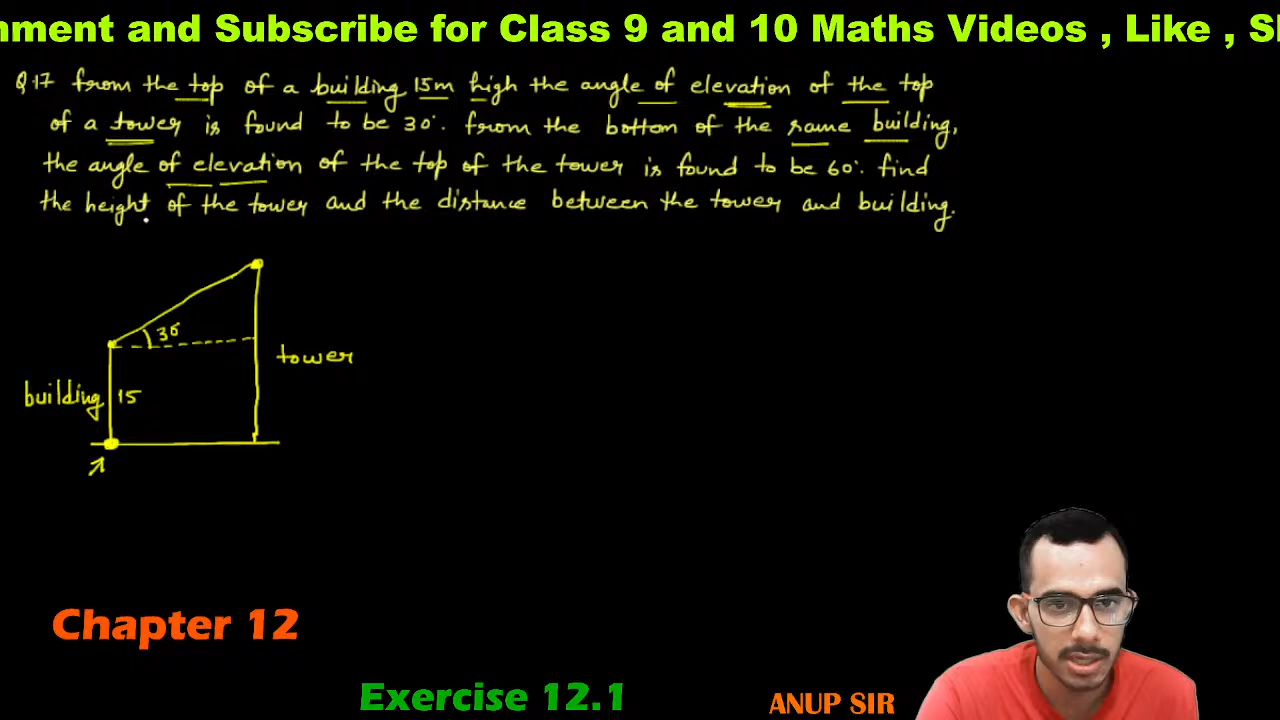 nment and Subscribe for Class 9 and 10 Maths Videos , Like , S
Q17 from the top of a building 15m high the angle of elevation of the top
of a tower is found to be 30°. from the bottom of the same building,
the angle of elevation of the top of the tower is found to be 60°. find
the height of the tower and the distance between the tower and building.
30
tower
building 15
Chapter 12
Exercise 12.1
ANUP SIR